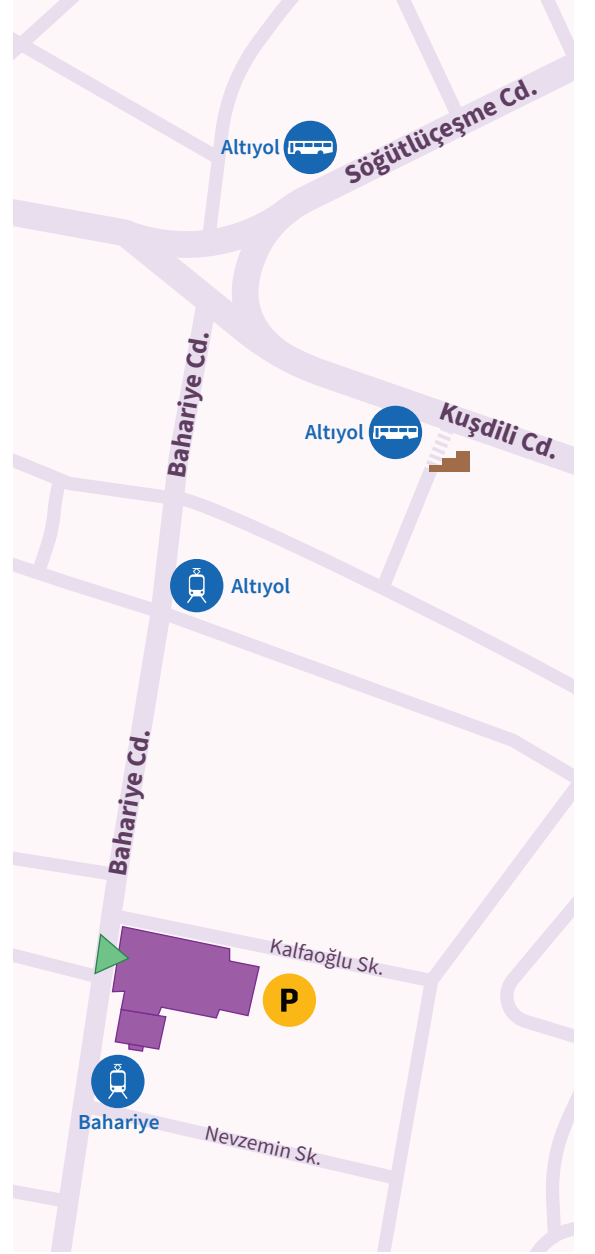 Söğütlüçeşme Cd.
Altıyol
Bahariye Cd.
Kuşdili Cd.
Altıyol
Altıyol
Bahariye Cd.
Kalfaoğlu Sk.
P
Bahariye
Nevzemin Sk.